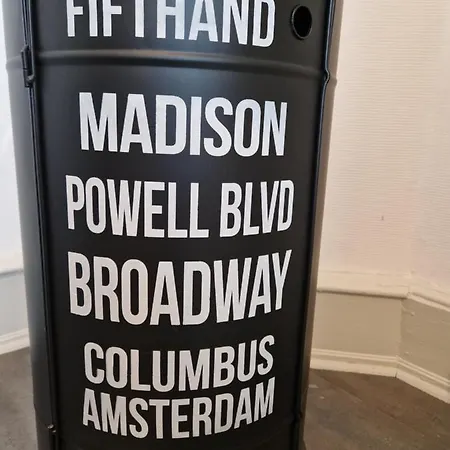 FIFTHAND
MADISON
POWELL BLVD
BROADWAY
COLUMBUS
AMSTERDAM